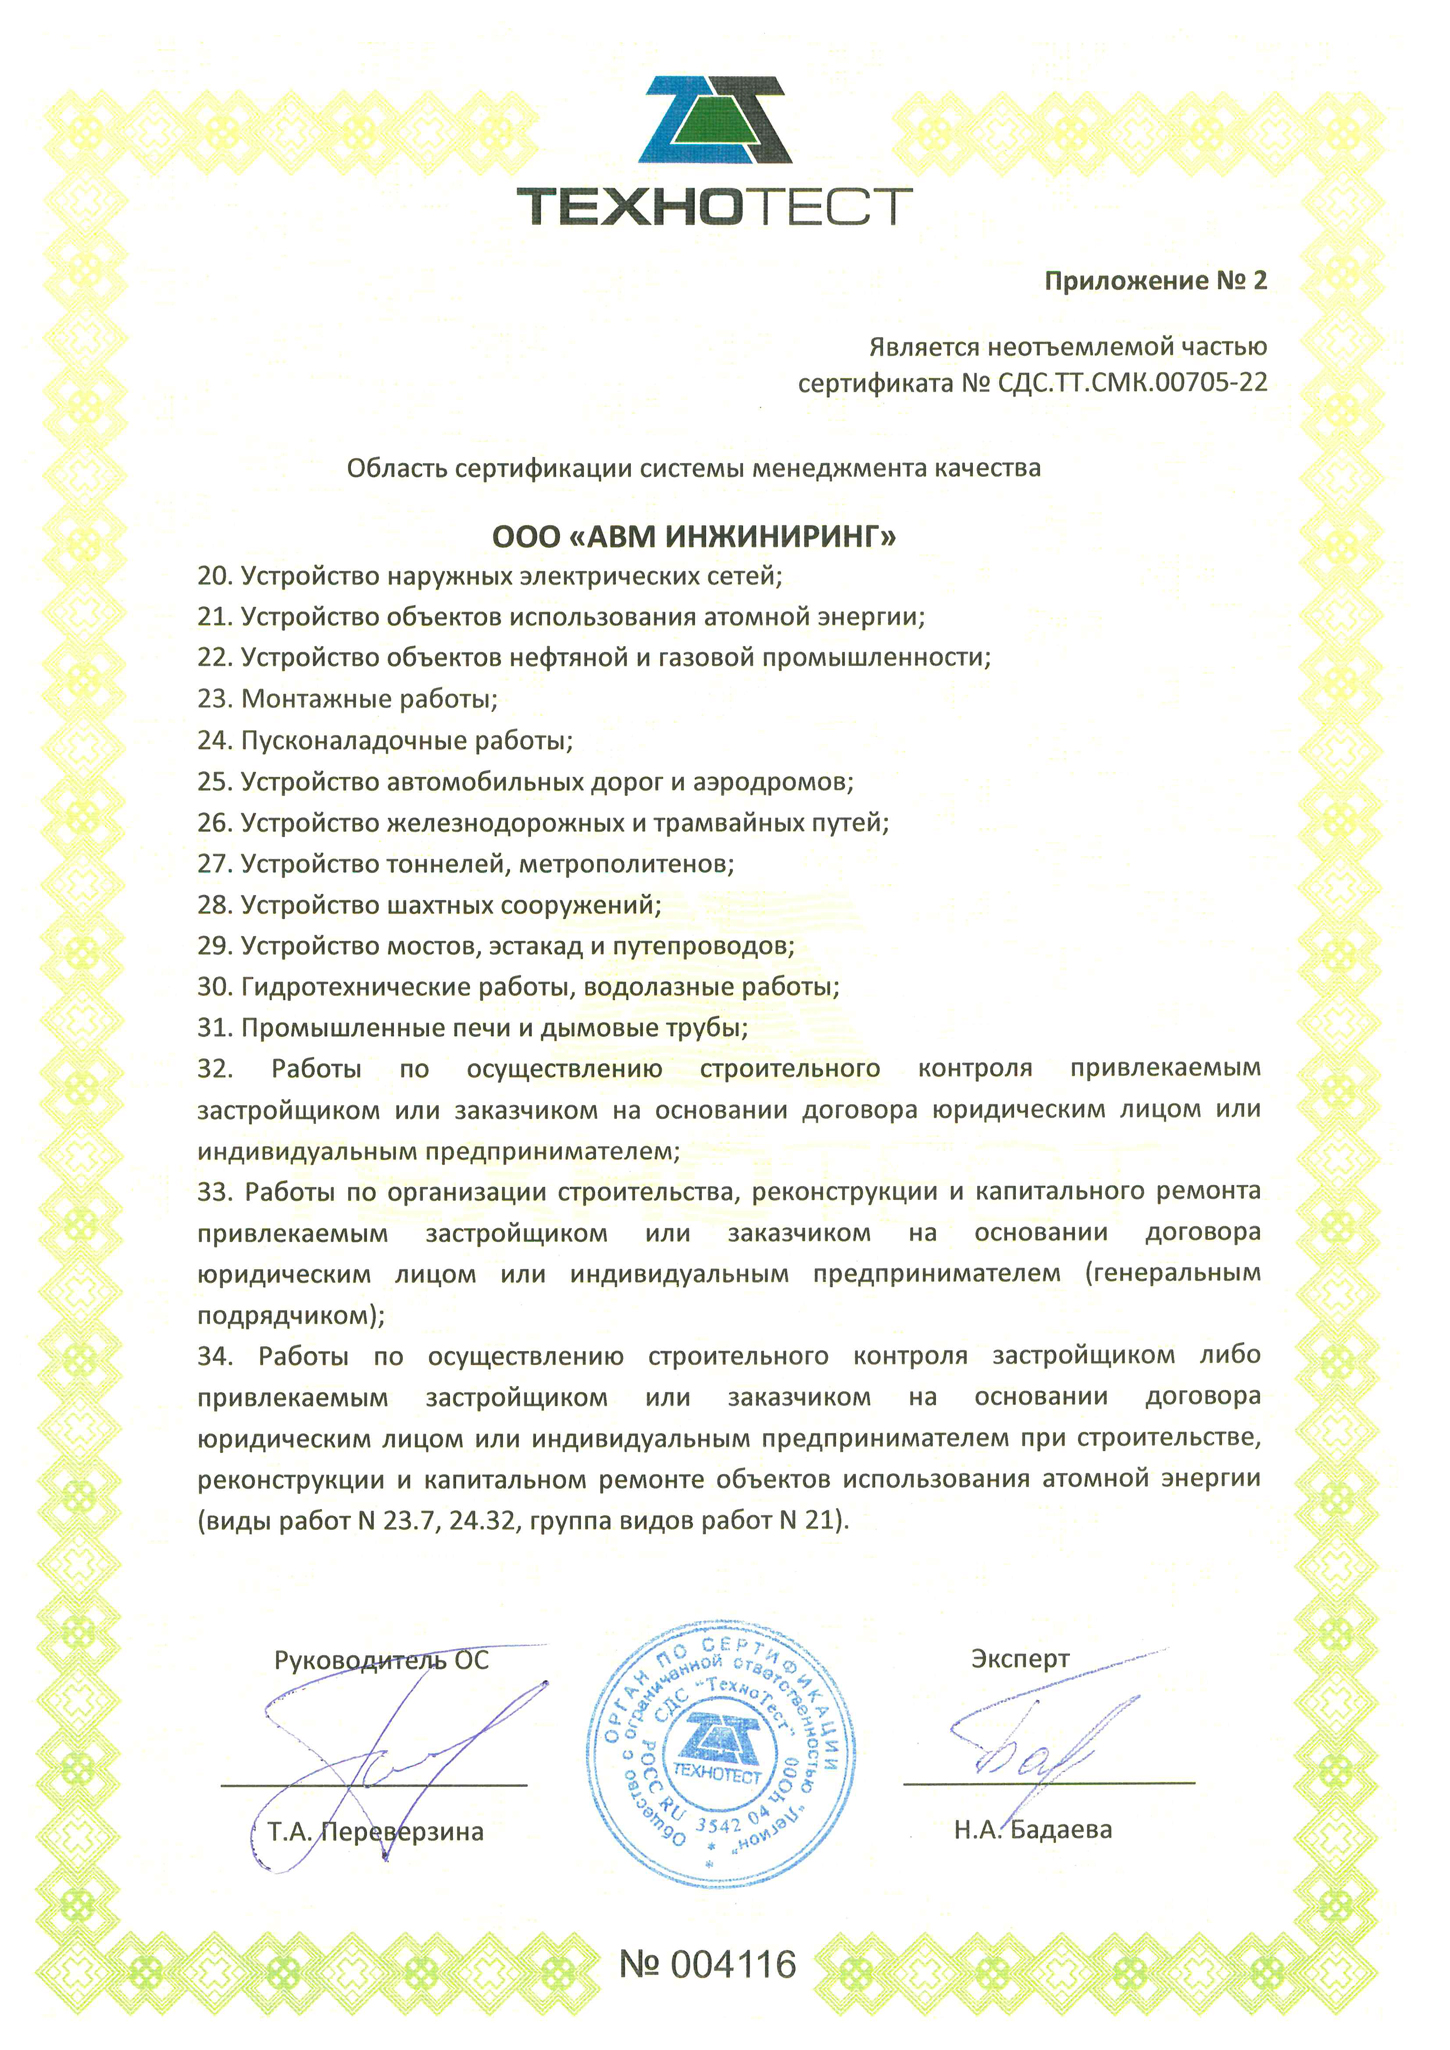 ТЕХНОТЕСТ
Приложение № 2
Является неотъемлемой частью
сертификата № СДС.ТТ.СМК.00705-22
Область сертификации системы менеджмента качества
ООО «АВМ ИНЖИНИРИНГ»
20. Устройство наружных электрических сетей;
21. Устройство объектов использования атомной энергии;
22. Устройство объектов нефтяной и газовой промышленности;
23. Монтажные работы;
24. Пусконаладочные работы;
25. Устройство автомобильных дорог и аэродромов;
26. Устройство железнодорожных и трамвайных путей;
27. Устройство тоннелей, метрополитенов;
28. Устройство шахтных сооружений;
29. Устройство мостов, эстакад и путепроводов;
30. Гидротехнические работы, водолазные работы;
31. Промышленные печи и дымовые трубы;
32. Работы по осуществлению строительного контроля привлекаемым
застройщиком или заказчиком на основании договора юридическим лицом или
индивидуальным предпринимателем;
33. Работы по организации строительства, реконструкции и капитального ремонта
привлекаемым застройщиком или заказчиком на основании договора
юридическим лицом или индивидуальным предпринимателем (генеральным
подрядчиком);
34. Работы по осуществлению строительного контроля застройщиком либо
привлекаемым застройщиком или заказчиком на основании договора
юридическим лицом или индивидуальным предпринимателем при строительстве,
реконструкции и капитальном ремонте объектов использования атомной энергии
(виды работ N 23.7, 24.32, группа видов работ N 21).
Руководитель ОС
Эксперт
ОРГАН ПО СЕРТИФИКАЦИИ
Общество с ограниченной ответственностью "Легион"
СДС "ТехноТест"
РОСС RU 3542 04 ЧОО0
ТЕХНОТЕСТ
Т.А. Переверзина
Н.А. Бадаева
№ 004116